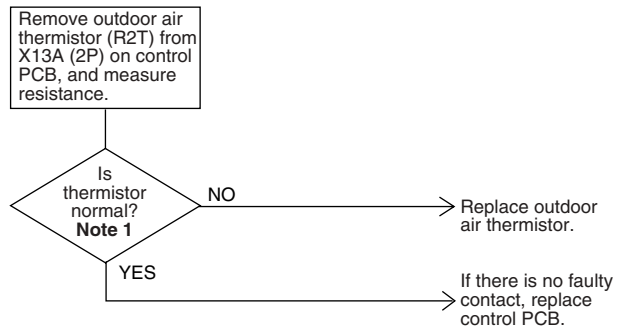 Remove outdoor air
thermistor (R2T) from
X13A (2P) on control
PCB, and measure
resistance.
Is
thermistor
normal?
Note 1
NO
Replace outdoor
air thermistor.
YES
If there is no faulty
contact, replace
control PCB.